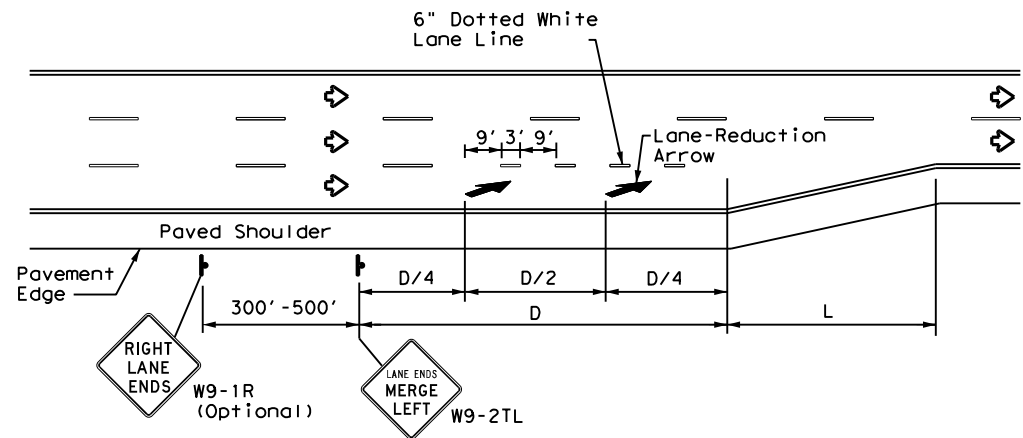 6" Dotted White
Lane Line
9' 3' 9'
Lane-Reduction
Arrow
Paved Shoulder
Pavement
Edge
D/4 D/2 D/4
300'-500' D L
RIGHT
LANE
ENDS
W9-1R
(Optional)
LANE ENDS
MERGE
LEFT
W9-2TL